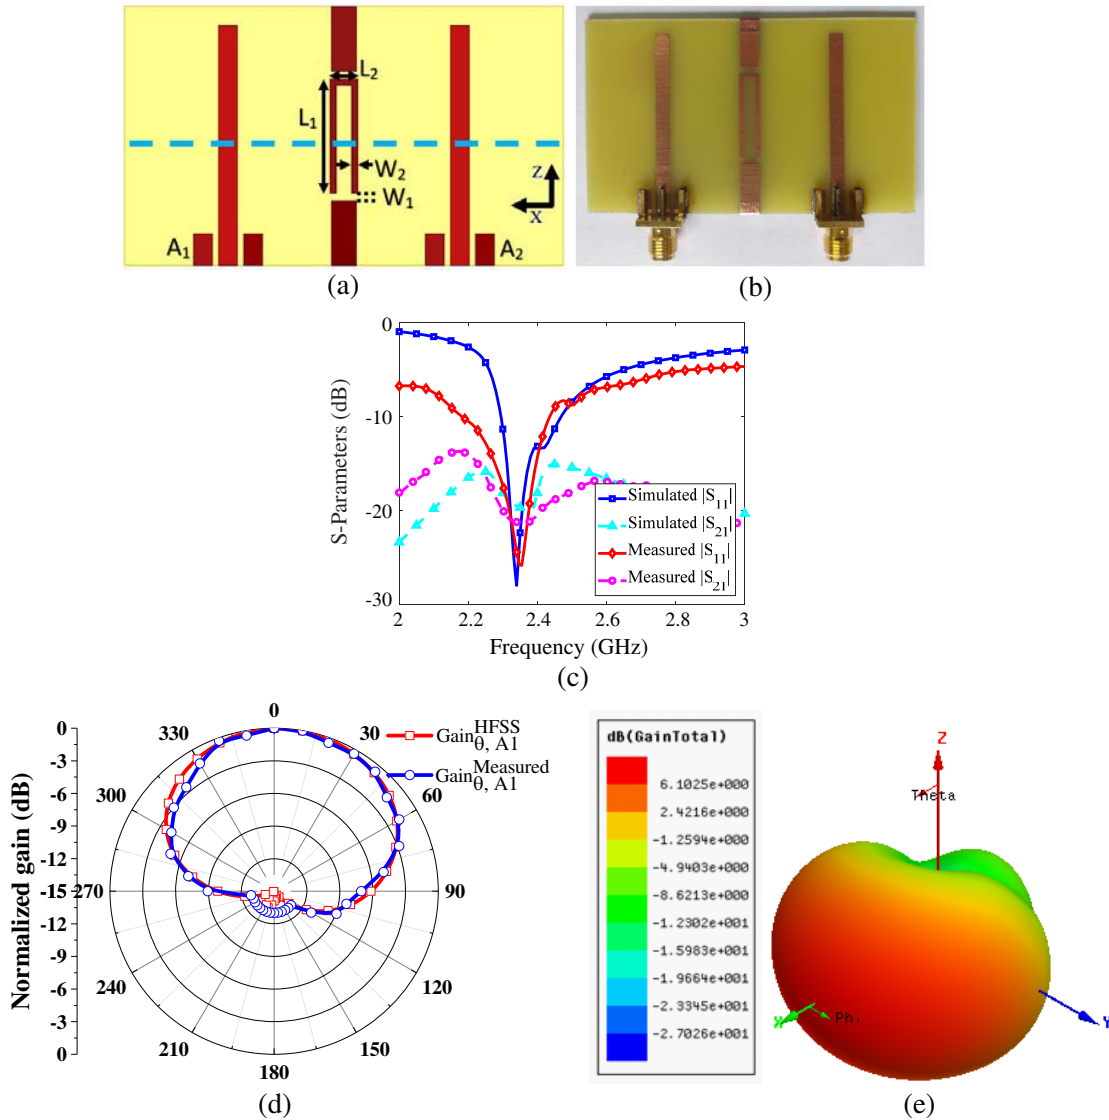 L2
L1
W2
W1
Z
X
A1
A2
(a)
(b)
0
-10
-20
-30
S-Parameters (dB)
Simulated |S11|
Simulated |S21|
Measured |S11|
Measured |S21|
2 2.2 2.4 2.6 2.8 3
Frequency (GHz)
(c)
Normalized gain (dB)
0
-3
-6
-9
-12
-15
-12
-9
-6
-3
0
0
30
60
90
120
150
180
210
240
270
300
330
Gain HFSS θ, A1
Gain Measured θ, A1
(d)
dB(GainTotal)
6.1025e+000
2.4216e+000
-1.2594e+000
-4.9403e+000
-8.6213e+000
-1.2302e+001
-1.5983e+001
-1.9664e+001
-2.3345e+001
-2.7026e+001
Z
Theta
X
Phi
Y
(e)